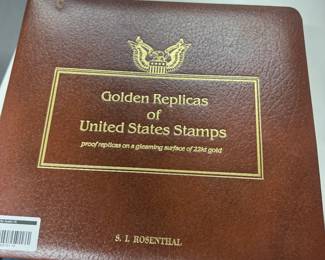 Golden Replicas
of
United States Stamps
proof replicas on a gleaming surface of 22kt gold
S. I. ROSENTHAL